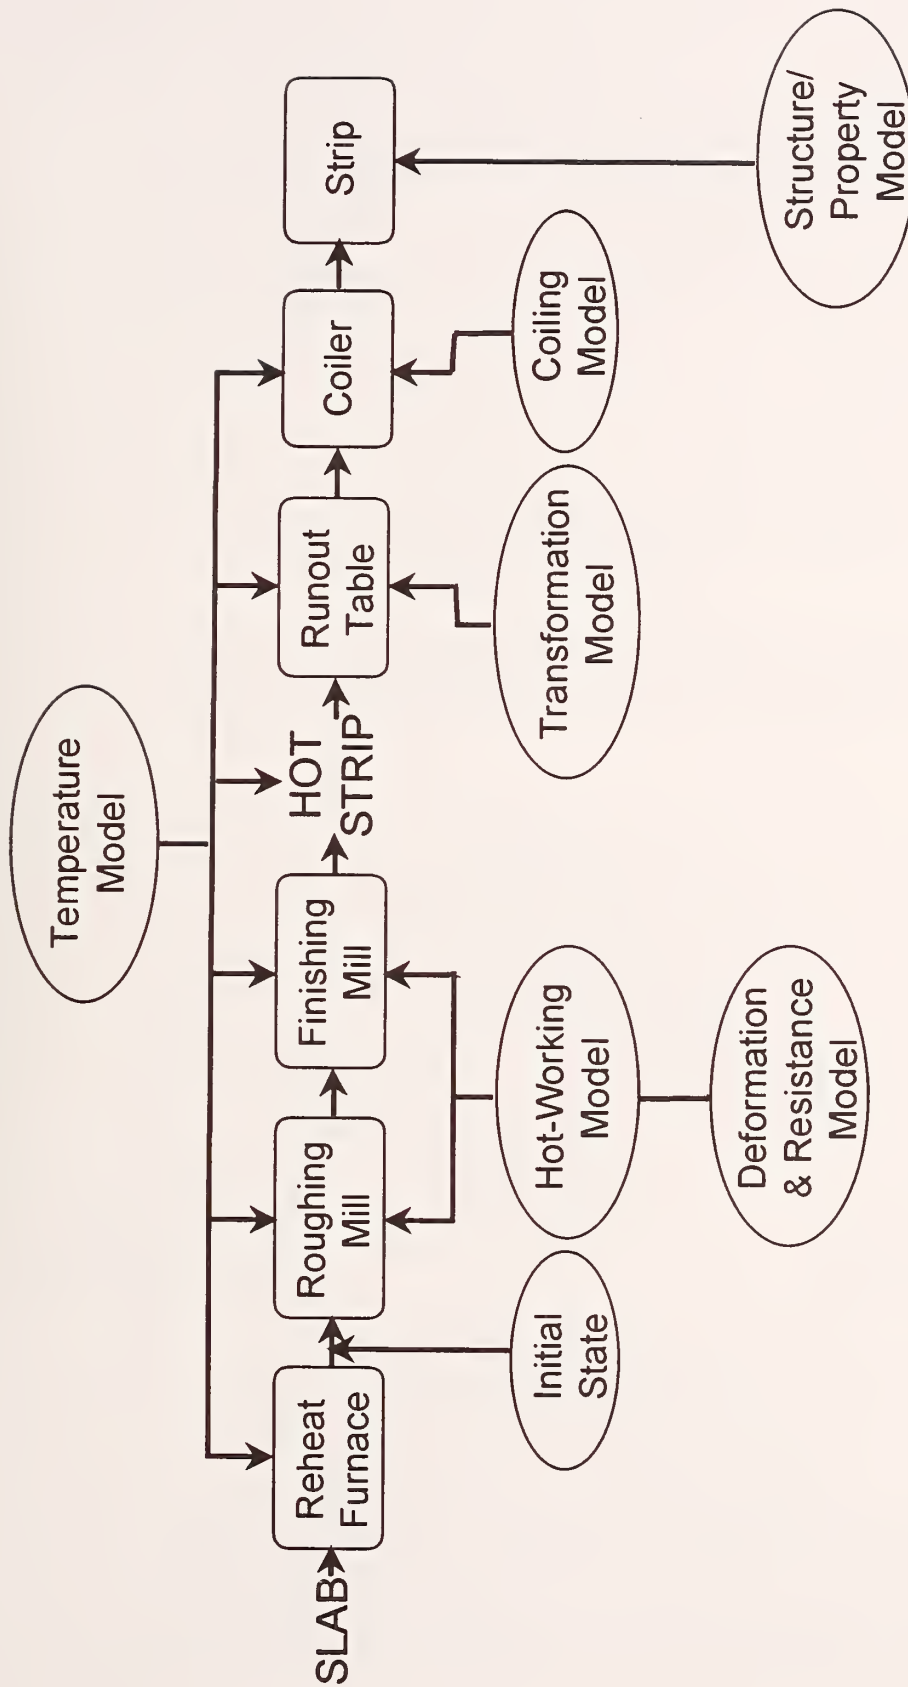 Temperature
Model
SLAB
Reheat
Furnace
Roughing
Mill
Finishing
Mill
HOT
STRIP
Runout
Table
Coiler
Strip
Initial
State
Hot-Working
Model
Transformation
Model
Coiling
Model
Deformation
& Resistance
Model
Structure/
Property
Model